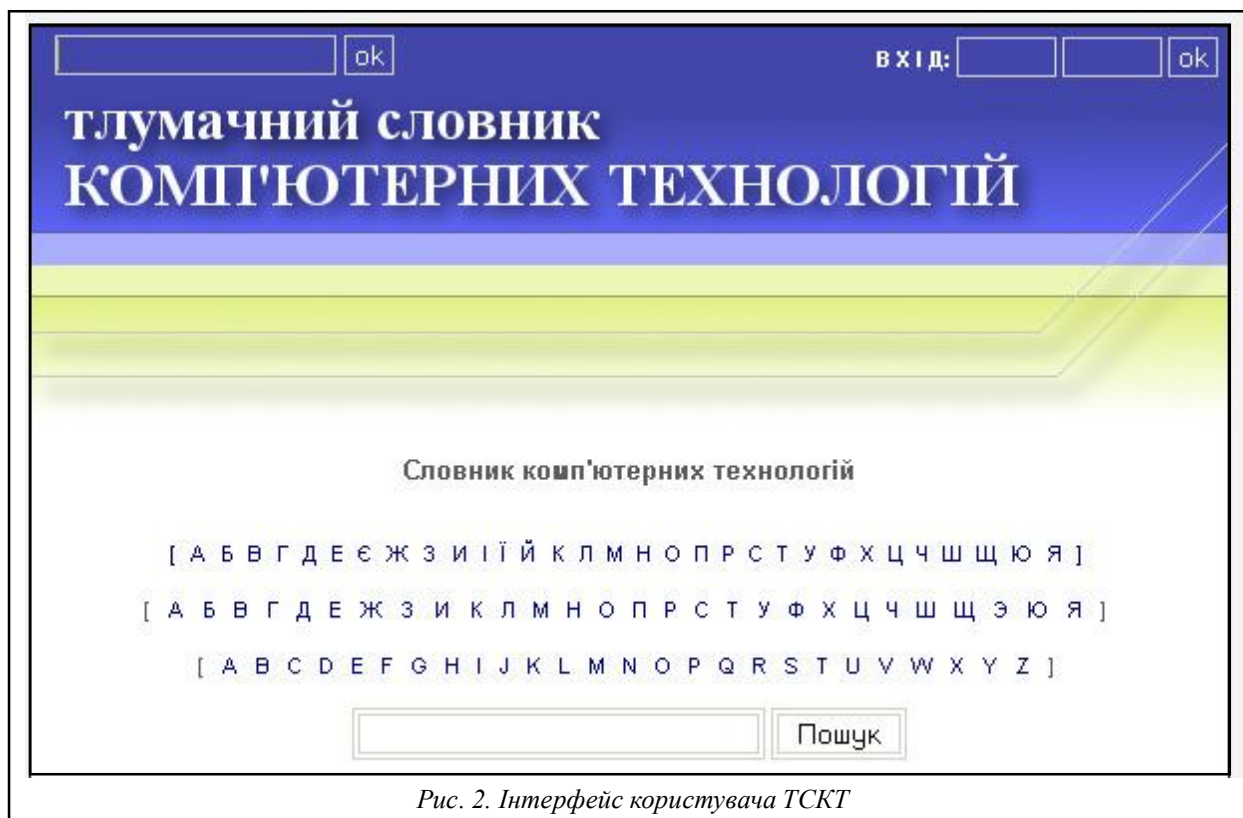 ok ВХІД: ok
тлумачний словник
КОМП'ЮТЕРНИХ ТЕХНОЛОГІЙ
Словник комп'ютерних технологій
[ А Б В Г Д Е Є Ж З И І Ї Й К Л М Н О П Р С Т У Ф Х Ц Ч Ш Щ Ю Я ]
[ А Б В Г Д Е Ж З И К Л М Н О П Р С Т У Ф Х Ц Ч Ш Щ Э Ю Я ]
[ A B C D E F G H I J K L M N O P Q R S T U V W X Y Z ]
Пошук
Рис. 2. Інтерфейс користувача ТСКТ